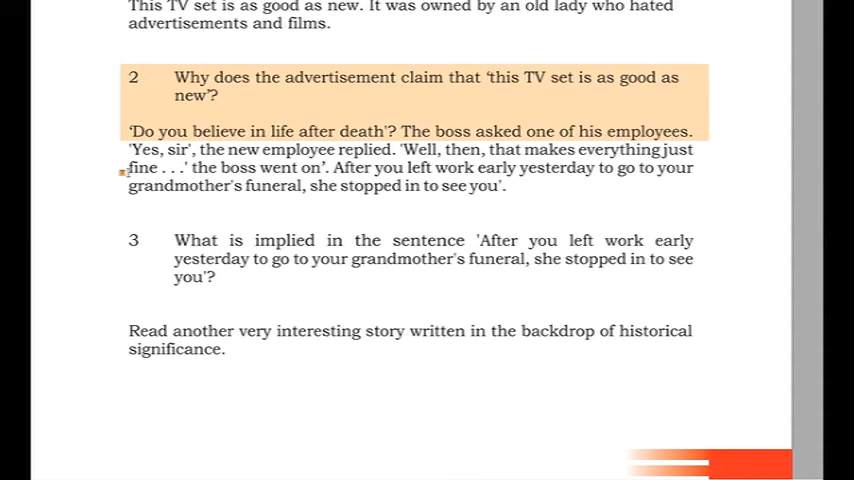 This TV set is as good as new. It was owned by an old lady who hated
advertisements and films.
2 Why does the advertisement claim that 'this TV set is as good as
new'?
'Do you believe in life after death'? The boss asked one of his employees.
'Yes, sir', the new employee replied. 'Well, then, that makes everything just
fine . . .' the boss went on'. After you left work early yesterday to go to your
grandmother's funeral, she stopped in to see you'.
3 What is implied in the sentence 'After you left work early
yesterday to go to your grandmother's funeral, she stopped in to see
you'?
Read another very interesting story written in the backdrop of historical
significance.